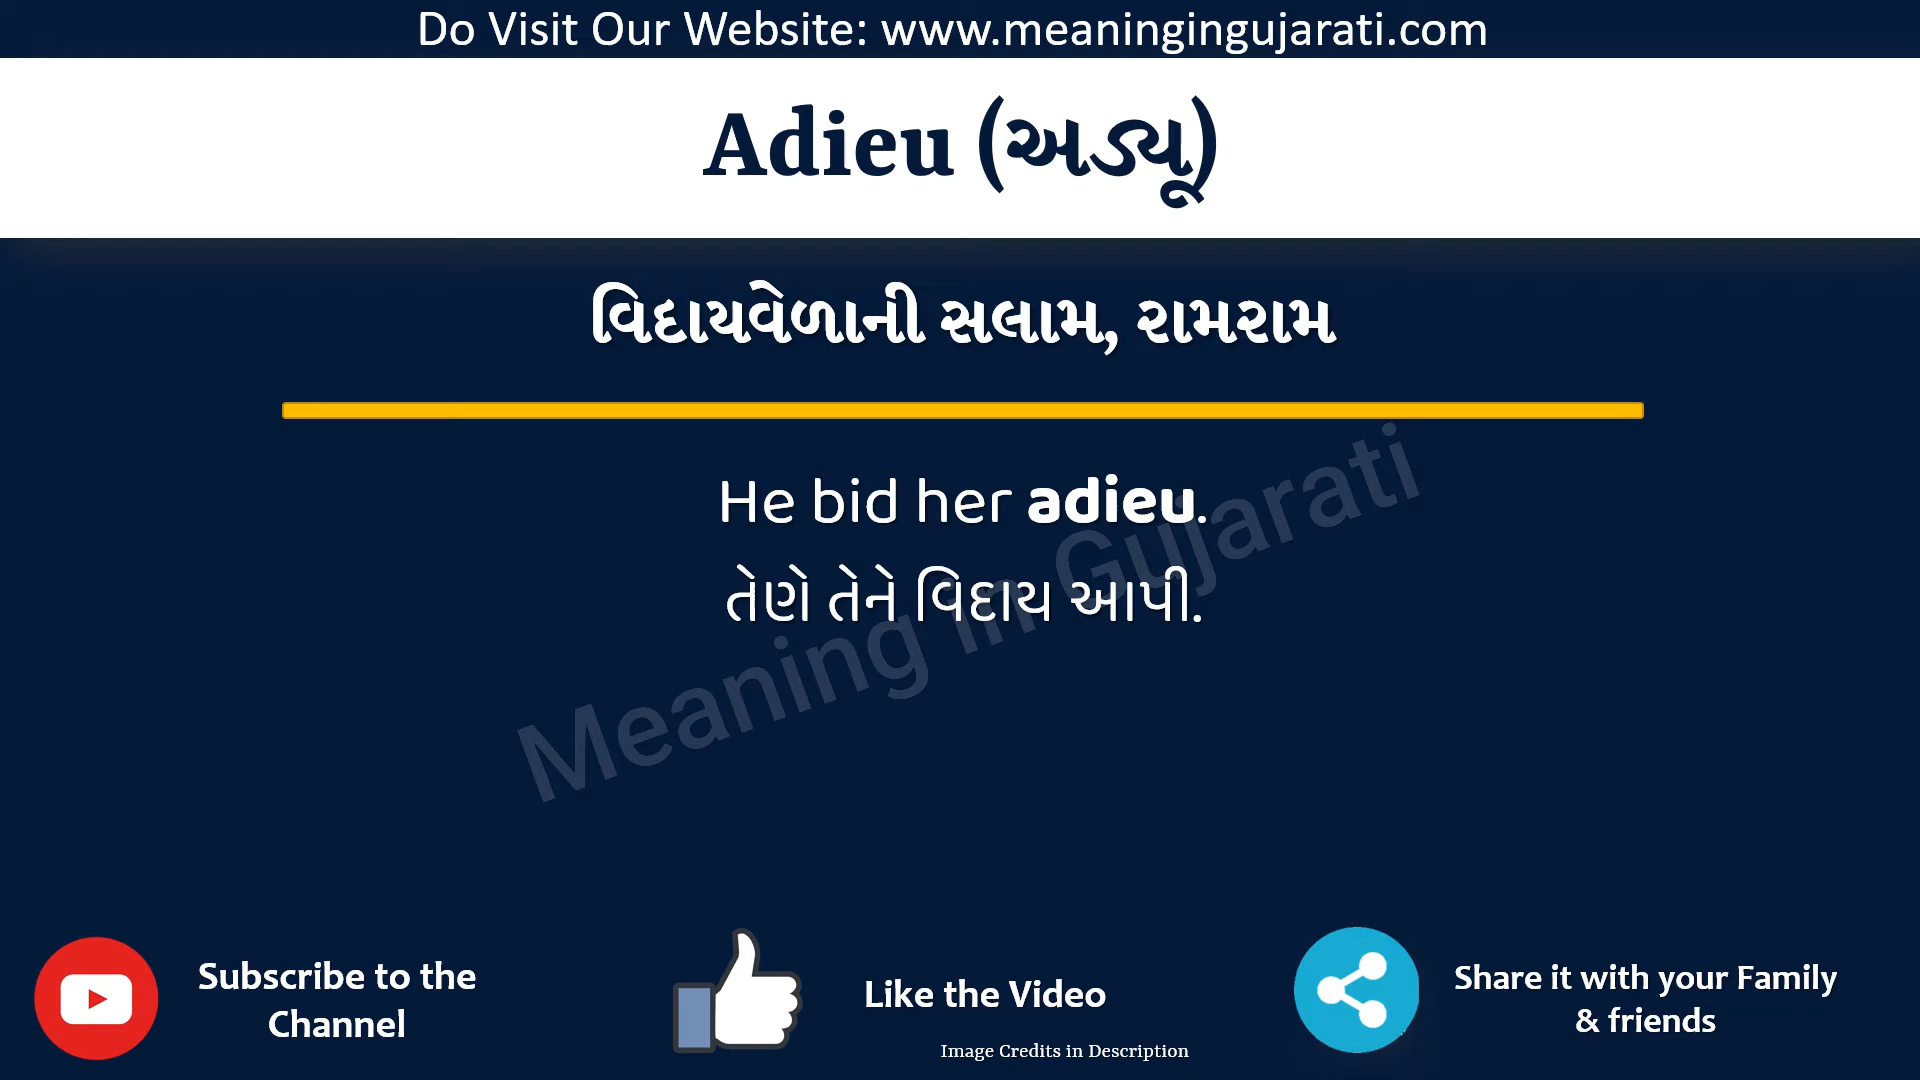 Do Visit Our Website: www.meaningingujarati.com
Adieu (અડ્યૂ)
વિદાયવેળાની સલામ, રામરામ
He bid her adieu.
તેણે તેને વિદાય આપી.
Meaning in Gujarati
Subscribe to the
Channel
Like the Video
Share it with your Family
& friends
Image Credits in Description